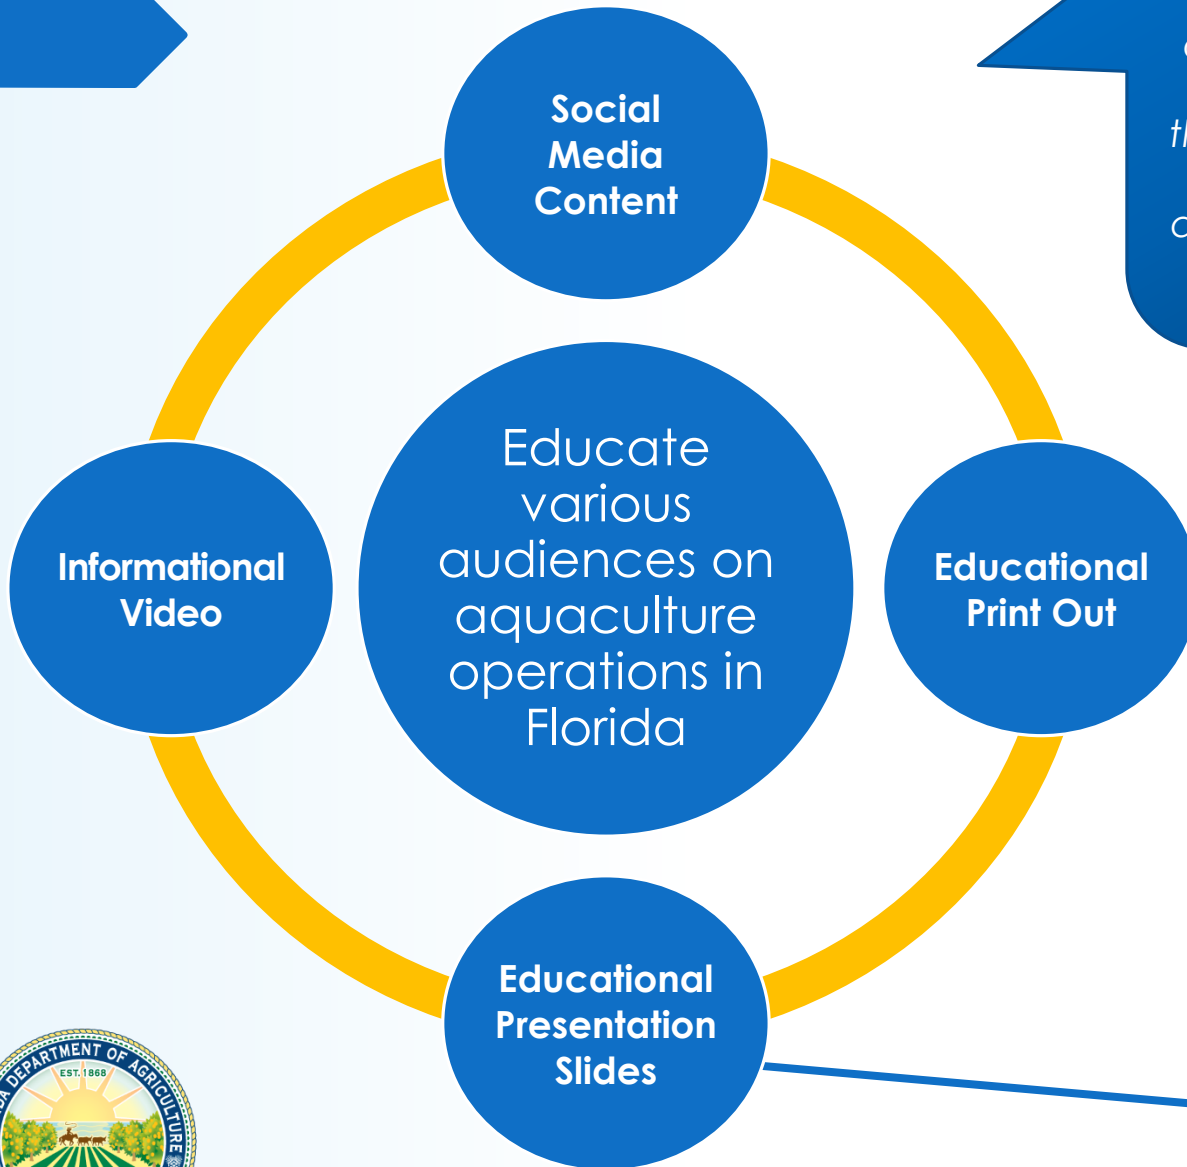 Social
Media
Content
Educate
various
audiences on
aquaculture
operations in
Florida
Informational
Video
Educational
Print Out
Educational
Presentation
Slides
DEPARTMENT OF AGRICULTURE
EST. 1868